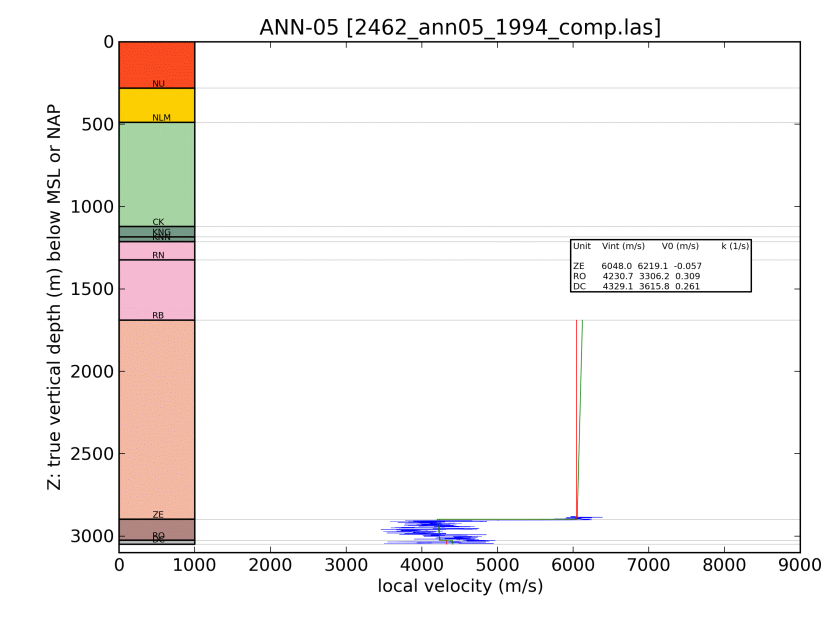 ANN-05 [2462_ann05_1994_comp.las]
0
500
1000
1500
2000
2500
3000
Z: true vertical depth (m) below MSL or NAP
NU
NLM
CK
KNG
KNN
RN
RB
ZE
RO
DC
Unit Vint (m/s) V0 (m/s) k (1/s)
ZE 6048.0 6219.1 -0.057
RO 4230.7 3306.2 0.309
DC 4329.1 3615.8 0.261
0 1000 2000 3000 4000 5000 6000 7000 8000 9000
local velocity (m/s)